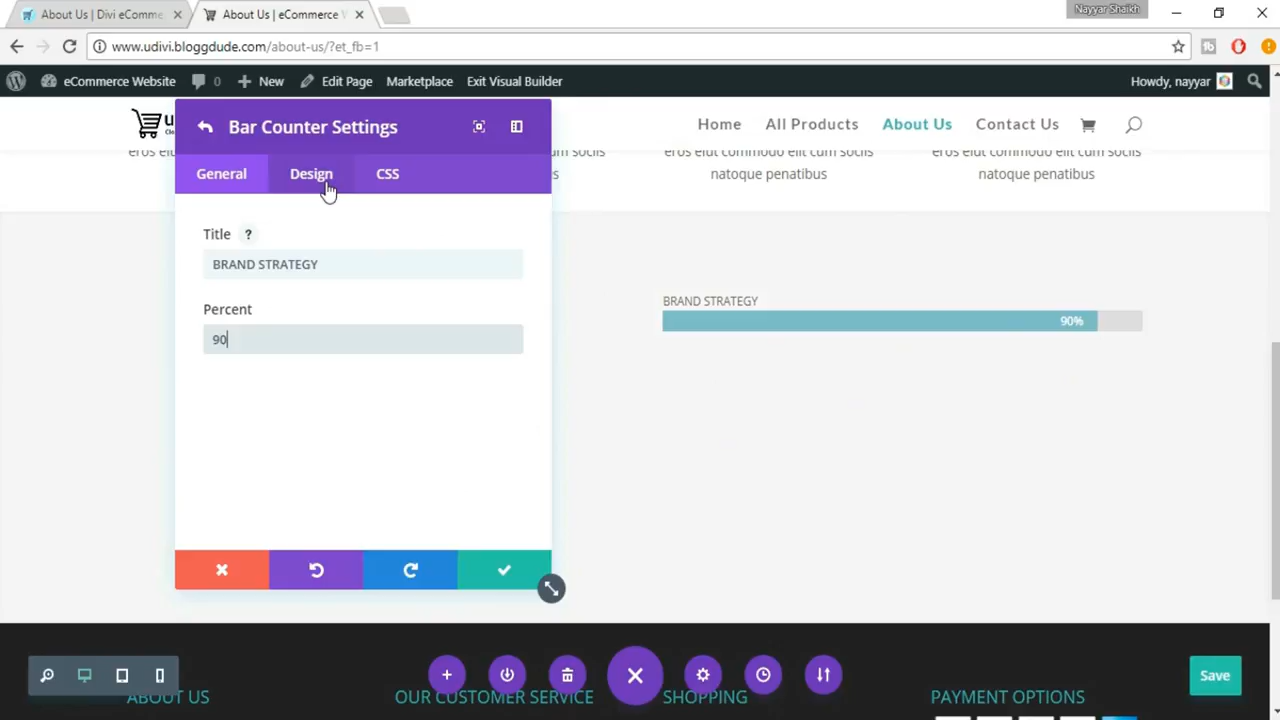 About Us | Divi eComme
About Us | eCommerce
Nayyar Shaikh
www.udivi.bloggdude.com/about-us/?et_fb=1
eCommerce Website
0
New
Edit Page
Marketplace
Exit Visual Builder
Howdy, nayyar
Bar Counter Settings
Home
All Products
About Us
Contact Us
General
Design
CSS
eros elut commodo elit cum sociis
natoque penatibus
eros elut commodo elit cum sociis
natoque penatibus
Title ?
BRAND STRATEGY
Percent
90
BRAND STRATEGY
90%
Save
ABOUT US
OUR CUSTOMER SERVICE
SHOPPING
PAYMENT OPTIONS